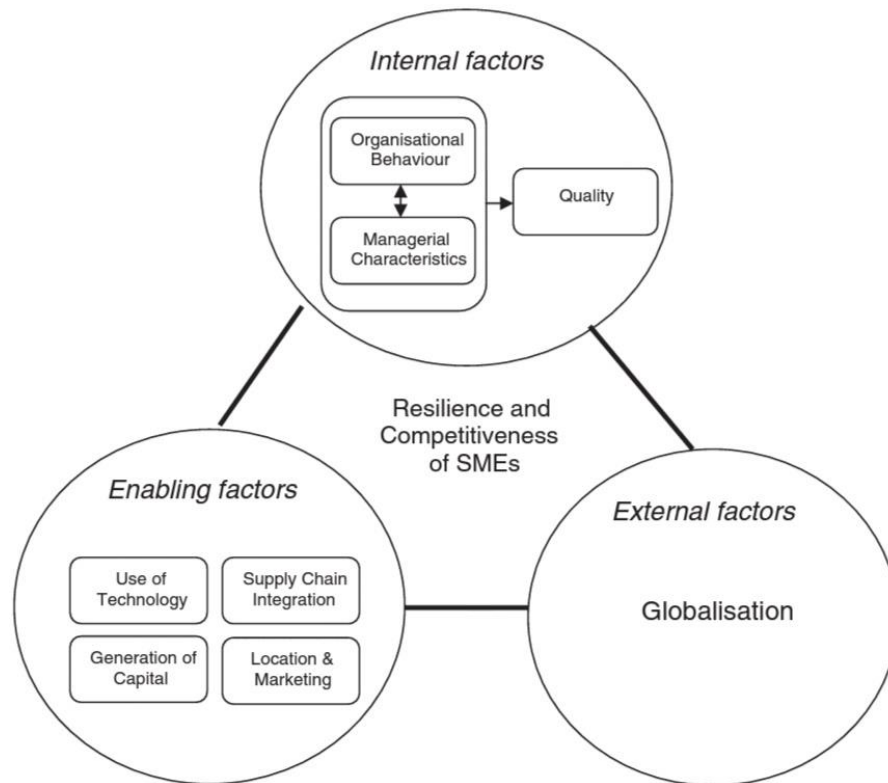 Internal factors
Organisational
Behaviour
Managerial
Characteristics
Quality
Resilience and
Competitiveness
of SMEs
Enabling factors
Use of
Technology
Supply Chain
Integration
Generation of
Capital
Location &
Marketing
External factors
Globalisation